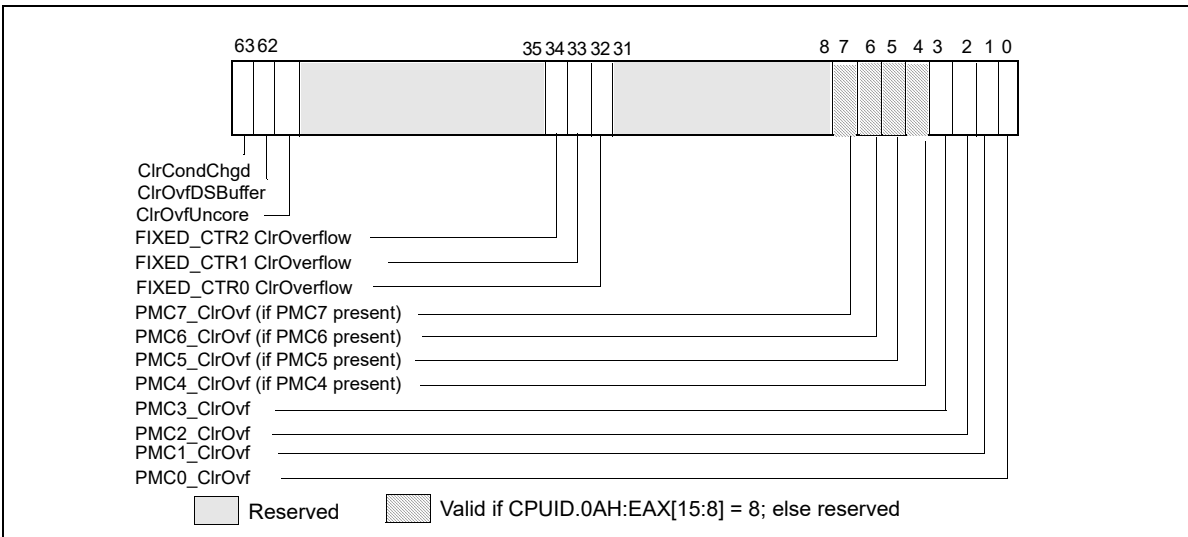 63 62 35 34 33 32 31 8 7 6 5 4 3 2 1 0
ClrCondChgd
ClrOvfDSBuffer
ClrOvfUncore
FIXED_CTR2 ClrOverflow
FIXED_CTR1 ClrOverflow
FIXED_CTR0 ClrOverflow
PMC7_ClrOvf (if PMC7 present)
PMC6_ClrOvf (if PMC6 present)
PMC5_ClrOvf (if PMC5 present)
PMC4_ClrOvf (if PMC4 present)
PMC3_ClrOvf
PMC2_ClrOvf
PMC1_ClrOvf
PMC0_ClrOvf
Reserved Valid if CPUID.0AH:EAX[15:8] = 8; else reserved